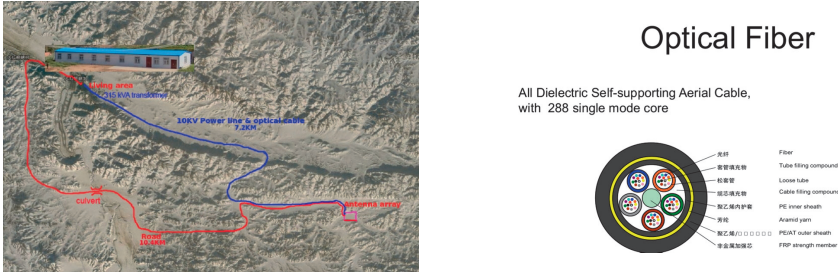 Living area
315 kVA transformer
10KV Power line & optical cable
7.2KM
culvert
Antenna array
Road
10.6KM
Optical Fiber
All Dielectric Self-supporting Aerial Cable,
with 288 single mode core
光纤 Fiber
套管填充物 Tube filling compound
松套管 Loose tube
缆芯填充物 Cable filling compound
聚乙烯内护套 PE inner sheath
芳纶 Aramid yarn
聚乙烯/□□□□□□ PE/AT outer sheath
非金属加强芯 FRP strength member